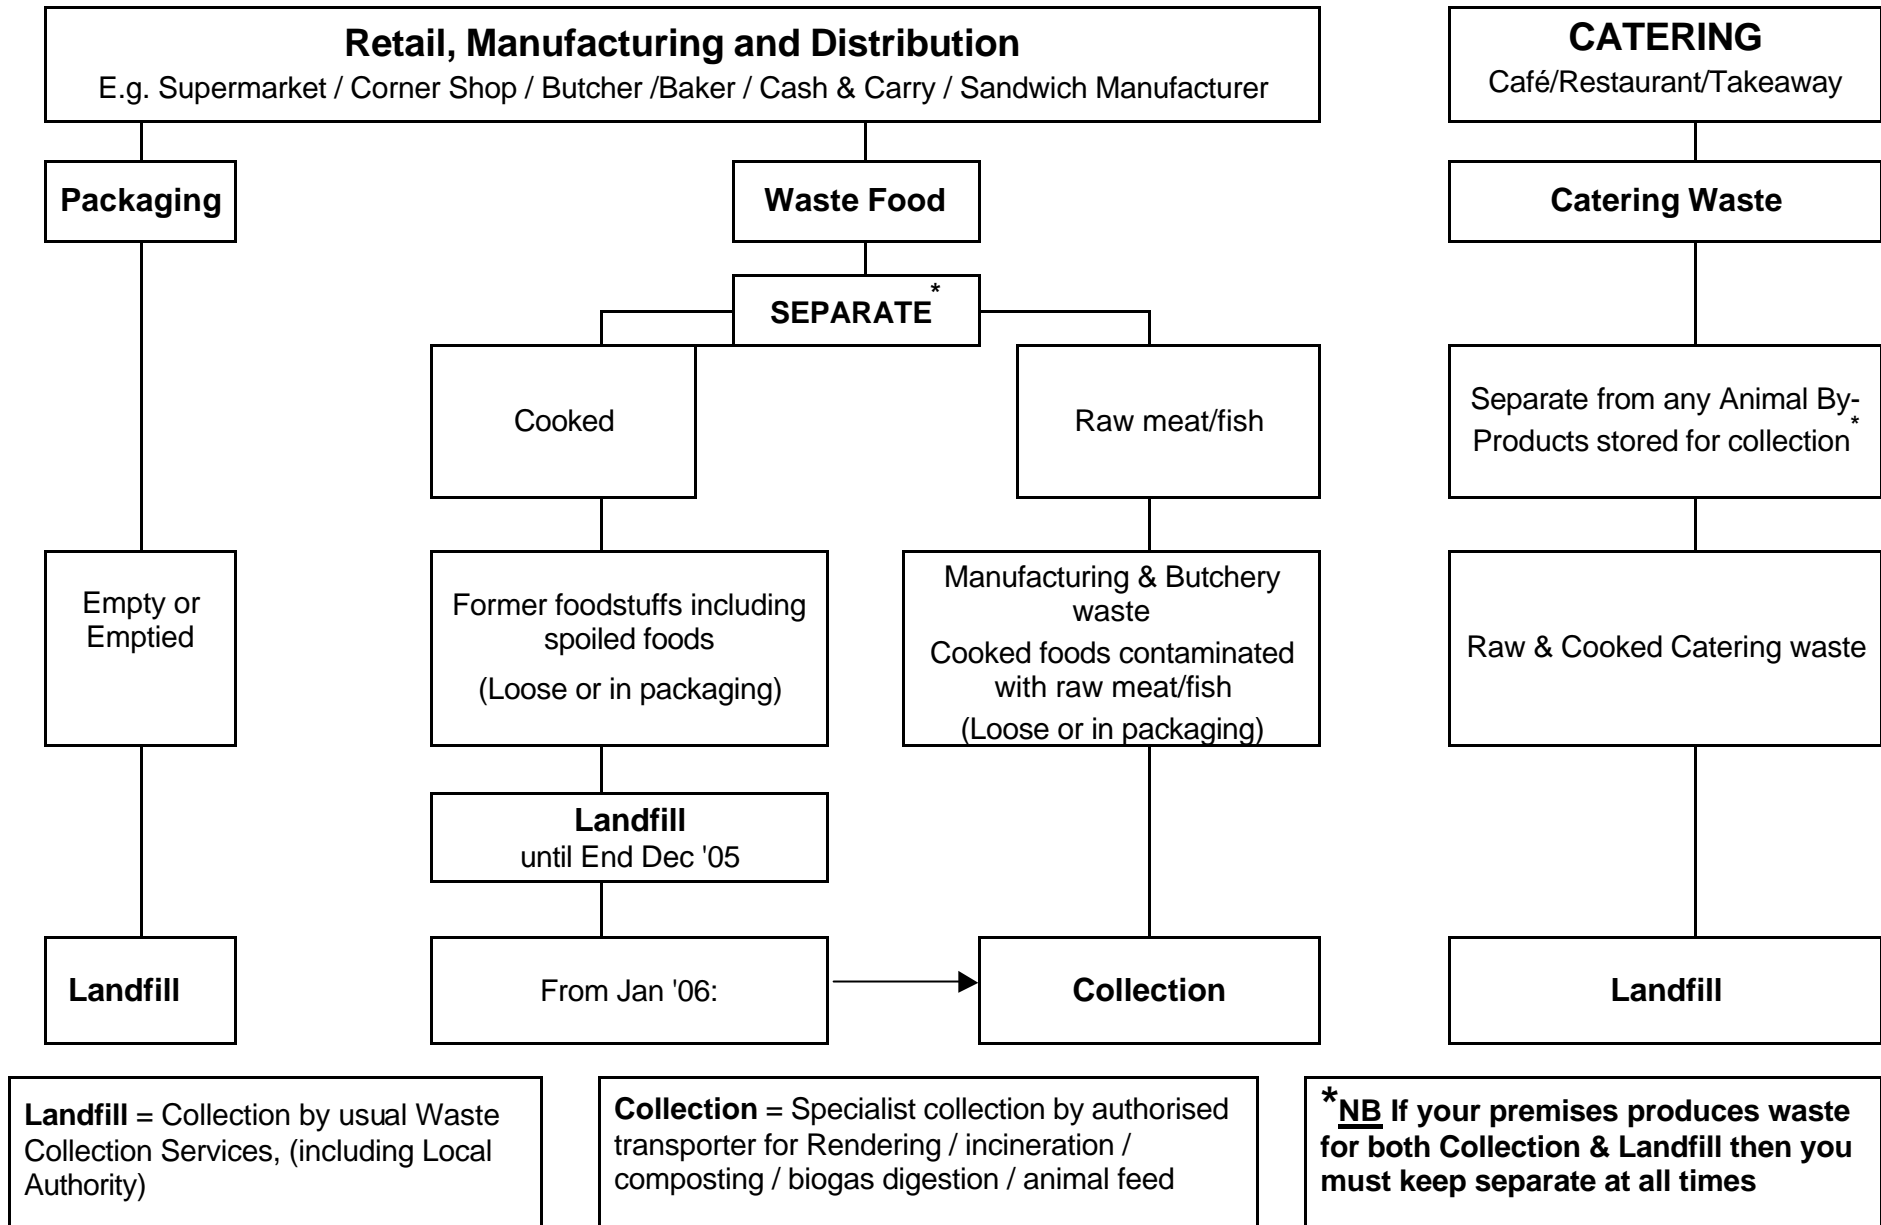 Retail, Manufacturing and Distribution
E.g. Supermarket / Corner Shop / Butcher /Baker / Cash & Carry / Sandwich Manufacturer
CATERING
Café/Restaurant/Takeaway
Packaging
Waste Food
Catering Waste
SEPARATE*
Cooked
Raw meat/fish
Separate from any Animal By-
Products stored for collection*
Empty or
Emptied
Former foodstuffs including
spoiled foods
(Loose or in packaging)
Manufacturing & Butchery
waste
Cooked foods contaminated
with raw meat/fish
(Loose or in packaging)
Raw & Cooked Catering waste
Landfill
until End Dec '05
Landfill
From Jan '06:
Collection
Landfill
Landfill = Collection by usual Waste
Collection Services, (including Local
Authority)
Collection = Specialist collection by authorised
transporter for Rendering / incineration /
composting / biogas digestion / animal feed
*NB If your premises produces waste
for both Collection & Landfill then you
must keep separate at all times